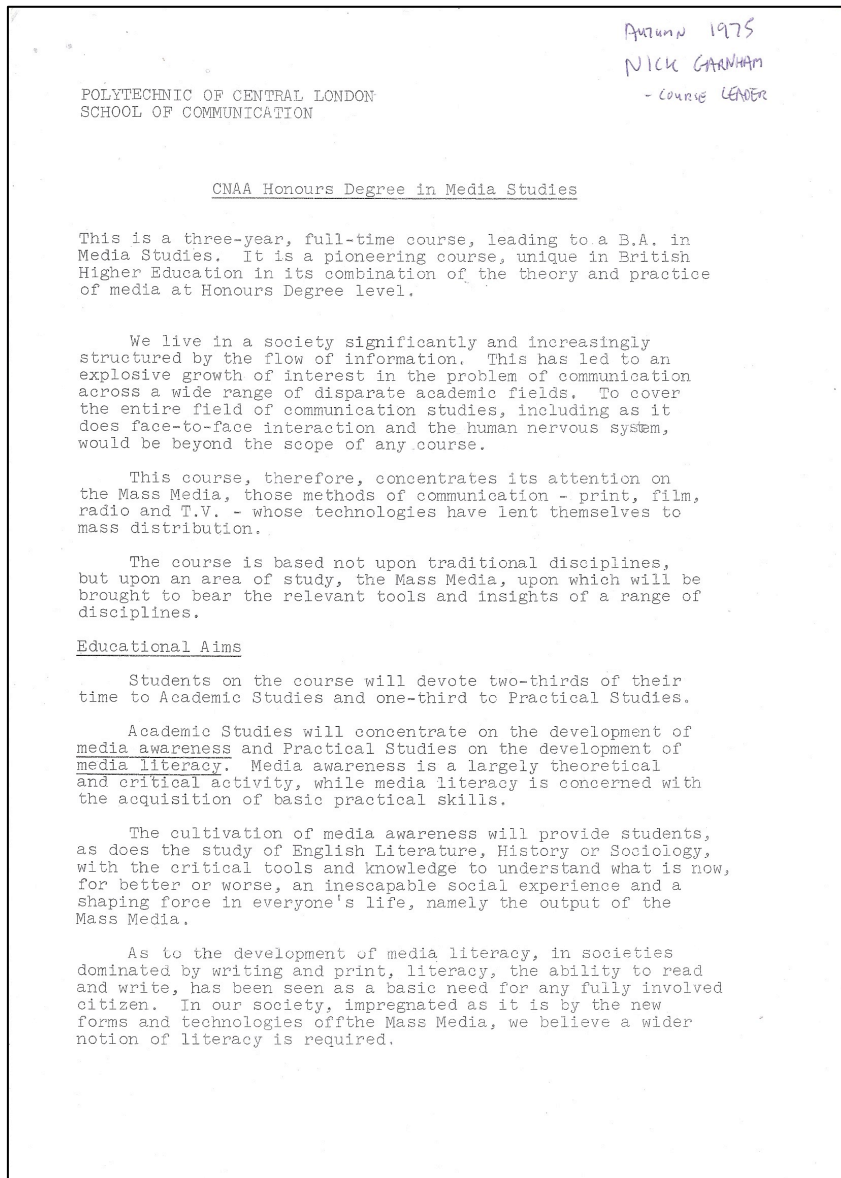 Autumn 1975
NICK GARNHAM
- COURSE LEADER
POLYTECHNIC OF CENTRAL LONDON
SCHOOL OF COMMUNICATION
CNAA Honours Degree in Media Studies
This is a three-year, full-time course, leading to a B.A. in
Media Studies. It is a pioneering course, unique in British
Higher Education in its combination of the theory and practice
of media at Honours Degree level.
We live in a society significantly and increasingly
structured by the flow of information. This has led to an
explosive growth of interest in the problem of communication
across a wide range of disparate academic fields. To cover
the entire field of communication studies, including as it
does face-to-face interaction and the human nervous system,
would be beyond the scope of any course.
This course, therefore, concentrates its attention on
the Mass Media, those methods of communication - print, film,
radio and T.V. - whose technologies have lent themselves to
mass distribution.
The course is based not upon traditional disciplines,
but upon an area of study, the Mass Media, upon which will be
brought to bear the relevant tools and insights of a range of
disciplines.
Educational Aims
Students on the course will devote two-thirds of their
time to Academic Studies and one-third to Practical Studies.
Academic Studies will concentrate on the development of
media awareness and Practical Studies on the development of
media literacy. Media awareness is a largely theoretical
and critical activity, while media literacy is concerned with
the acquisition of basic practical skills.
The cultivation of media awareness will provide students,
as does the study of English Literature, History or Sociology,
with the critical tools and knowledge to understand what is now,
for better or worse, an inescapable social experience and a
shaping force in everyone's life, namely the output of the
Mass Media.
As to the development of media literacy, in societies
dominated by writing and print, literacy, the ability to read
and write, has been seen as a basic need for any fully involved
citizen. In our society, impregnated as it is by the new
forms and technologies offthe Mass Media, we believe a wider
notion of literacy is required.